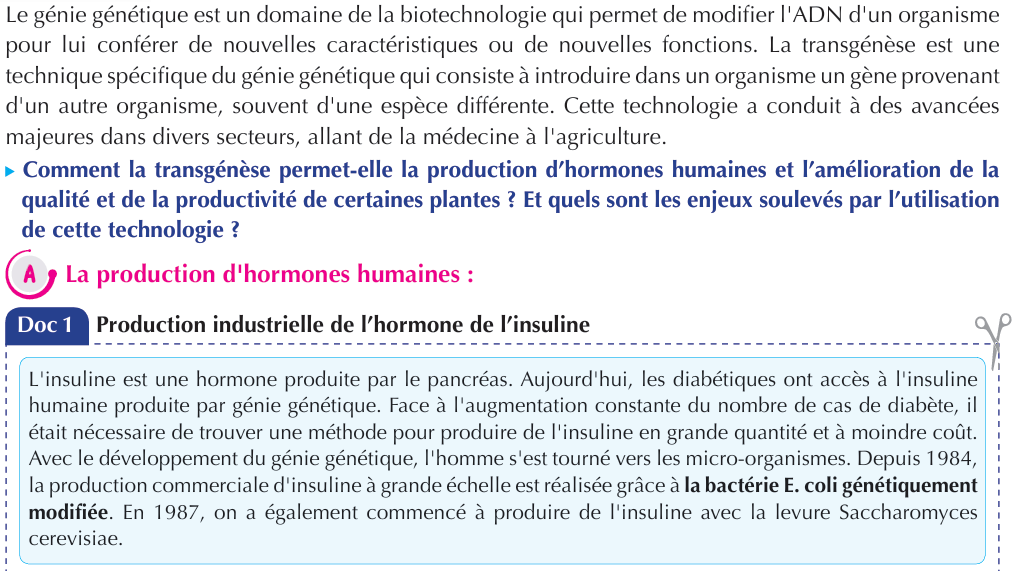 Le génie génétique est un domaine de la biotechnologie qui permet de modifier l'ADN d'un organisme
pour lui conférer de nouvelles caractéristiques ou de nouvelles fonctions. La transgénèse est une
technique spécifique du génie génétique qui consiste à introduire dans un organisme un gène provenant
d'un autre organisme, souvent d'une espèce différente. Cette technologie a conduit à des avancées
majeures dans divers secteurs, allant de la médecine à l'agriculture.
Comment la transgénèse permet-elle la production d’hormones humaines et l’amélioration de la
qualité et de la productivité de certaines plantes ? Et quels sont les enjeux soulevés par l’utilisation
de cette technologie ?
A La production d'hormones humaines :
Doc 1 Production industrielle de l’hormone de l’insuline
L'insuline est une hormone produite par le pancréas. Aujourd'hui, les diabétiques ont accès à l'insuline
humaine produite par génie génétique. Face à l'augmentation constante du nombre de cas de diabète, il
était nécessaire de trouver une méthode pour produire de l'insuline en grande quantité et à moindre coût.
Avec le développement du génie génétique, l'homme s'est tourné vers les micro-organismes. Depuis 1984,
la production commerciale d'insuline à grande échelle est réalisée grâce à la bactérie E. coli génétiquement
modifiée. En 1987, on a également commencé à produire de l'insuline avec la levure Saccharomyces
cerevisiae.